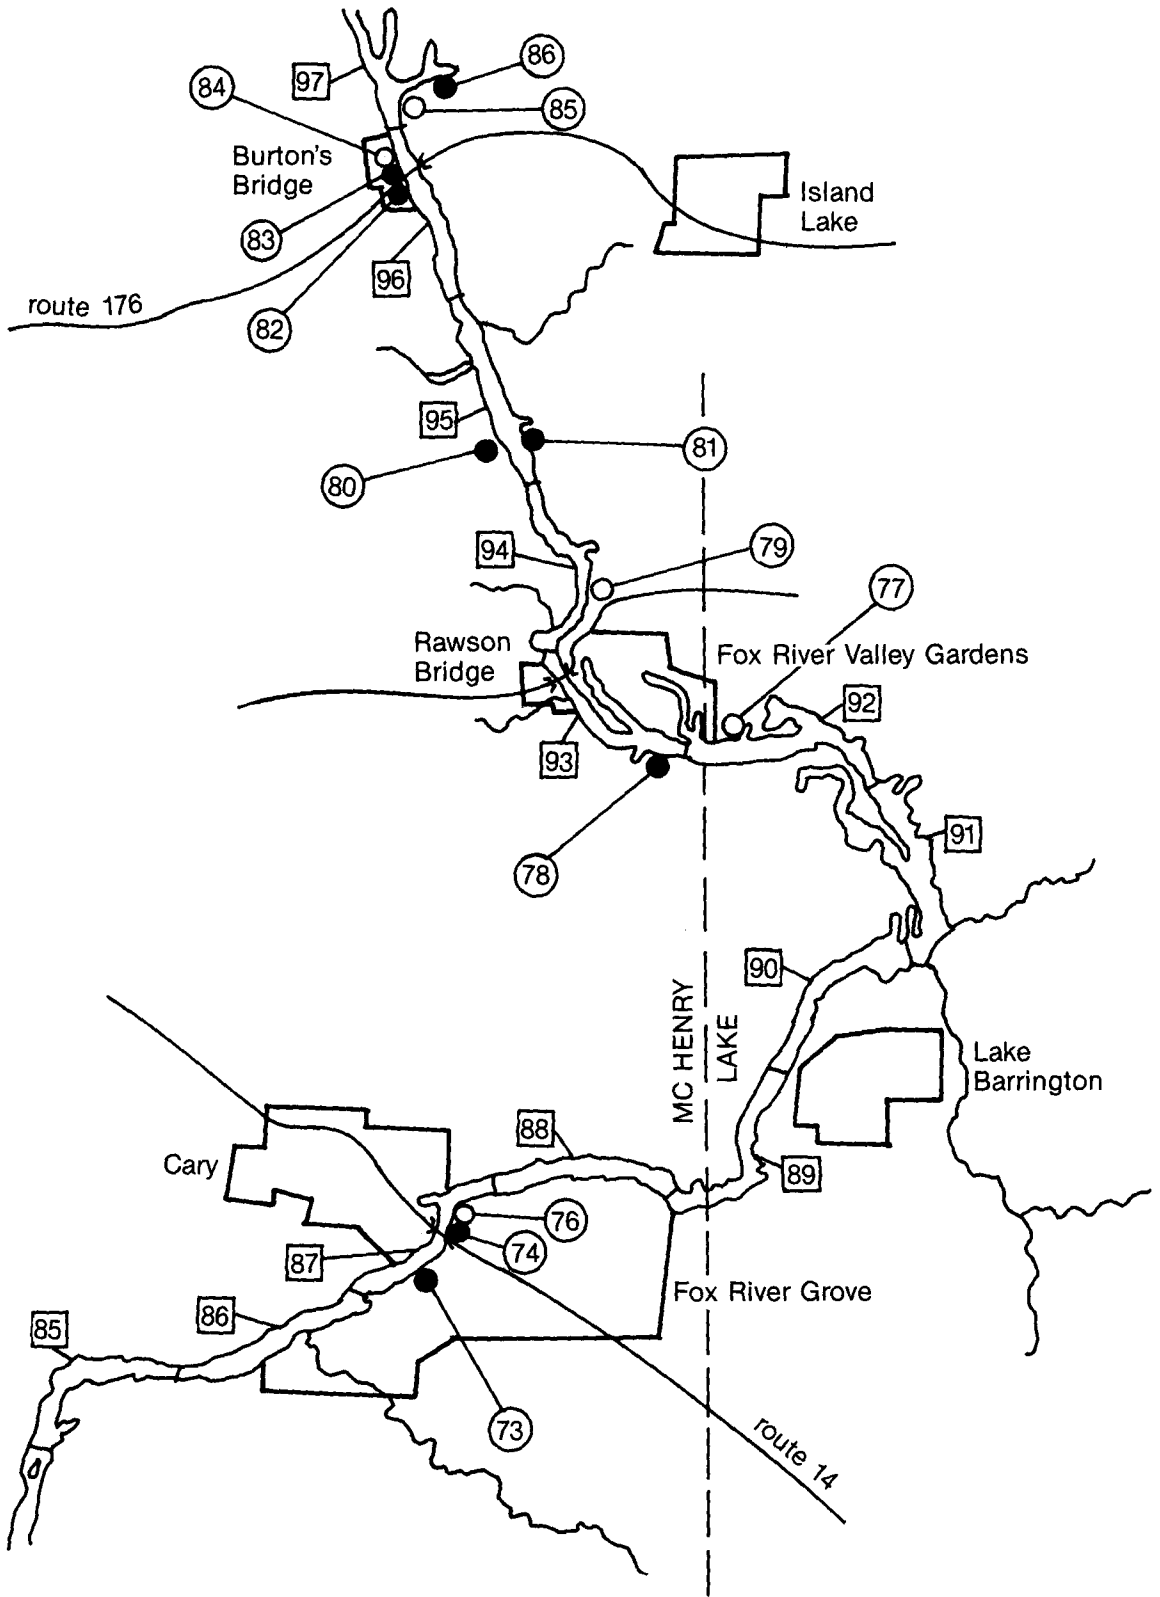 97
86
84
85
Burton's
Bridge
Island
Lake
83
96
route 176
82
95
81
80
94
79
77
Rawson
Bridge
Fox River Valley Gardens
92
93
91
78
90
MC HENRY
LAKE
Lake
Barrington
88
Cary
89
76
74
87
Fox River Grove
86
85
73
route 14